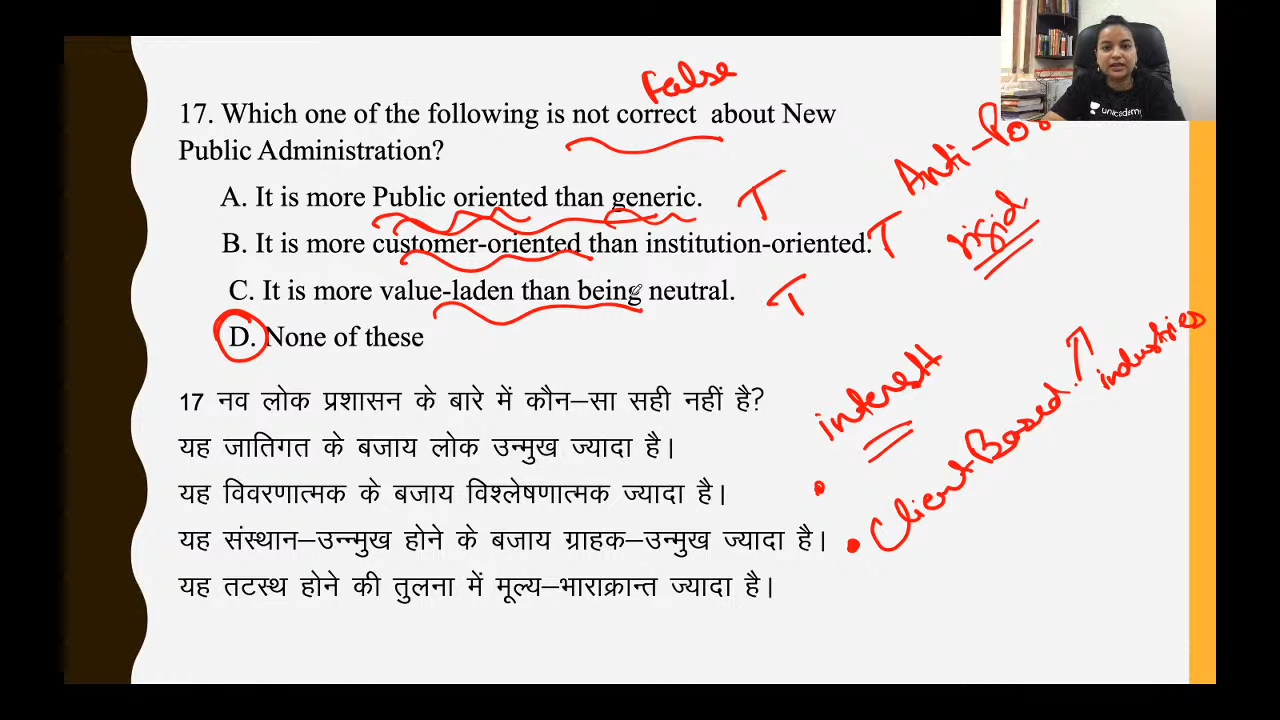 False
17. Which one of the following is not correct about New
Public Administration?
A. It is more Public oriented than generic.
T
B. It is more customer-oriented than institution-oriented.
T
C. It is more value-laden than being neutral.
T
D. None of these
Anti-Pos
rigid
interest
Client Based
industries
17 नव लोक प्रशासन के बारे में कौन–सा सही नहीं है?
यह जातिगत के बजाय लोक उन्मुख ज्यादा है।
यह विवरणात्मक के बजाय विश्लेषणात्मक ज्यादा है।
यह संस्थान–उन्न्मुख होने के बजाय ग्राहक–उन्मुख ज्यादा है।
यह तटस्थ होने की तुलना में मूल्य–भाराक्रान्त ज्यादा है।
unacademy